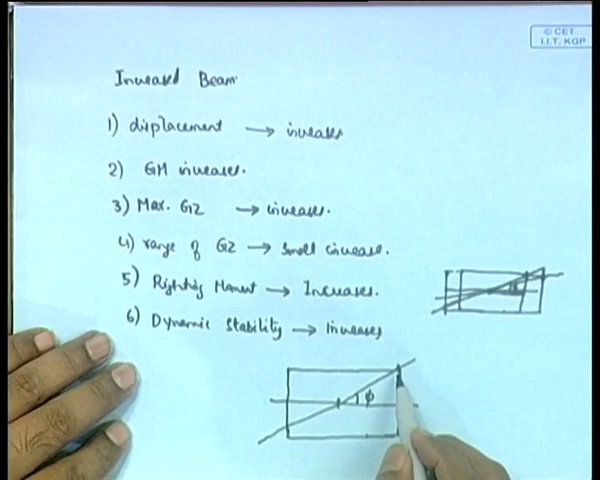 © CET
I.I.T. KGP
Increased Beam
1) displacement → increases
2) GM increases.
3) Max. GZ → increases.
4) range of GZ → small increase.
5) Righting Moment → Increases.
6) Dynamic Stability → Increases
φ